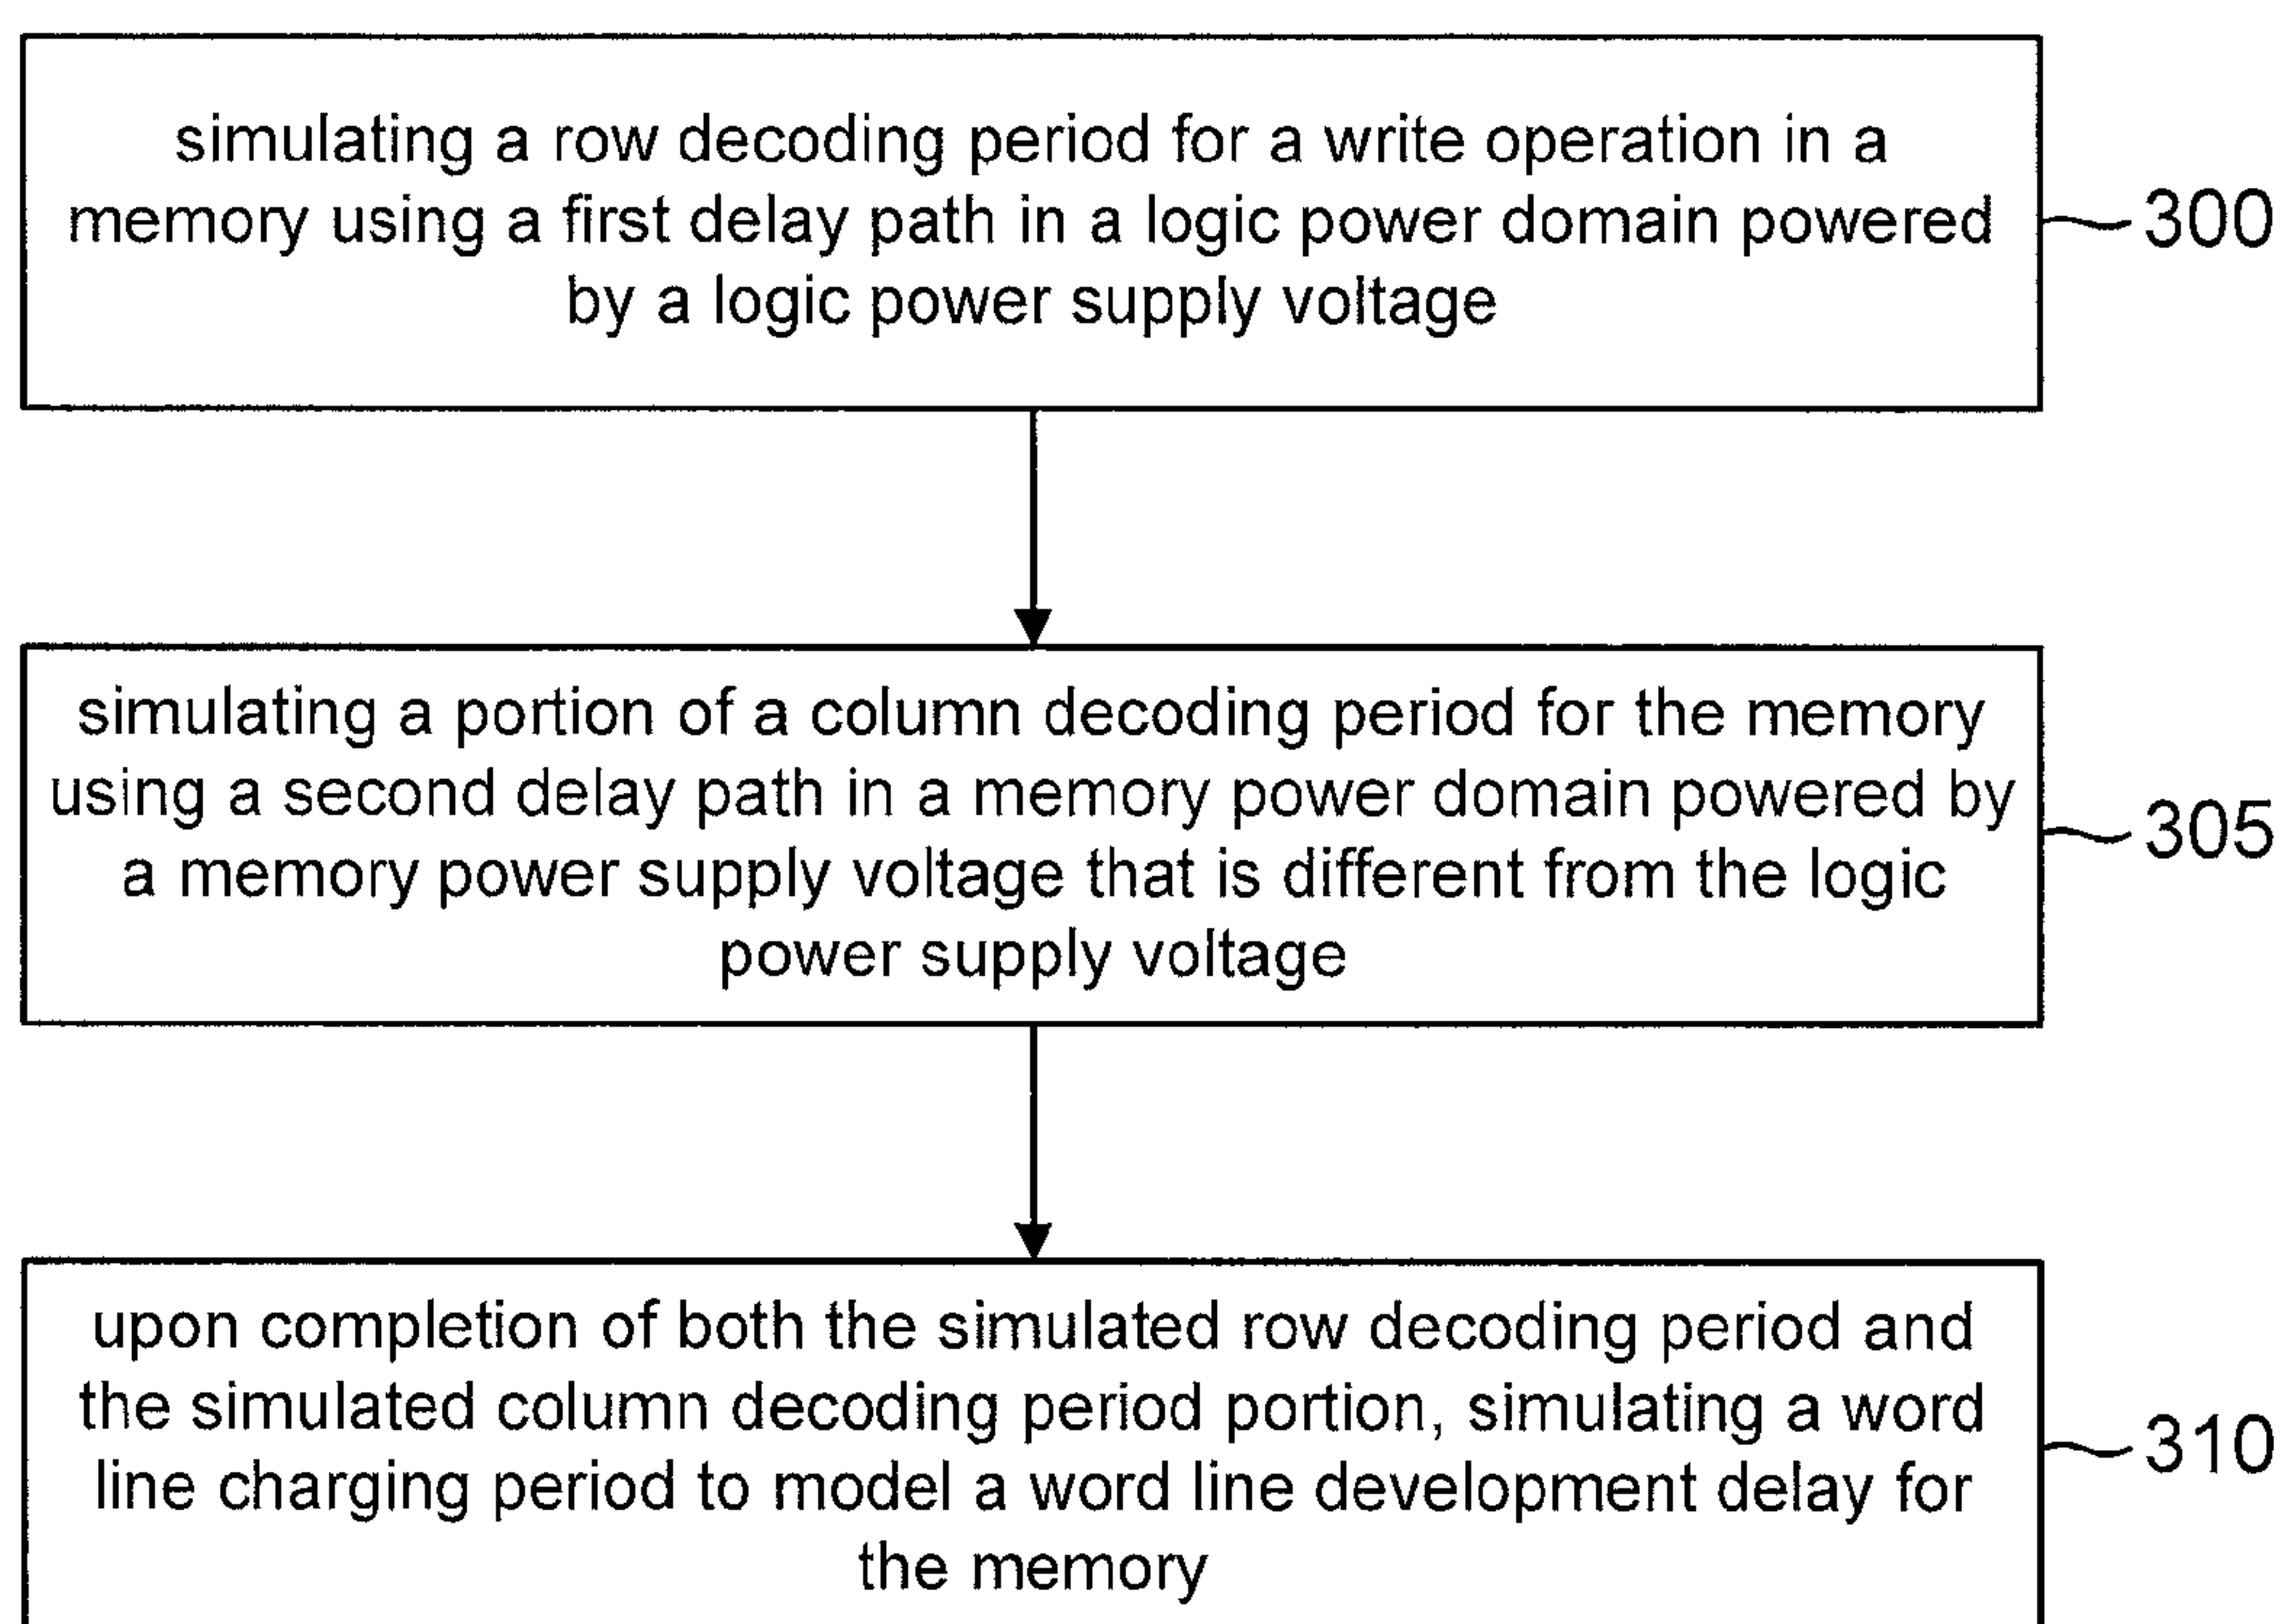 simulating a row decoding period for a write operation in a
memory using a first delay path in a logic power domain powered
by a logic power supply voltage
300
simulating a portion of a column decoding period for the memory
using a second delay path in a memory power domain powered by
a memory power supply voltage that is different from the logic
power supply voltage
305
upon completion of both the simulated row decoding period and
the simulated column decoding period portion, simulating a word
line charging period to model a word line development delay for
the memory
310